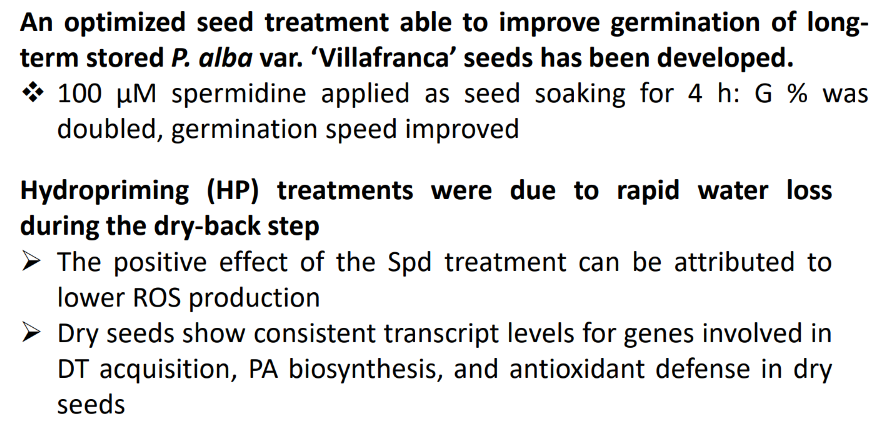 An optimized seed treatment able to improve germination of long-
term stored P. alba var. ‘Villafranca’ seeds has been developed.
❖ 100 μM spermidine applied as seed soaking for 4 h: G % was
doubled, germination speed improved
Hydropriming (HP) treatments were due to rapid water loss
during the dry-back step
➢ The positive effect of the Spd treatment can be attributed to
lower ROS production
➢ Dry seeds show consistent transcript levels for genes involved in
DT acquisition, PA biosynthesis, and antioxidant defense in dry
seeds